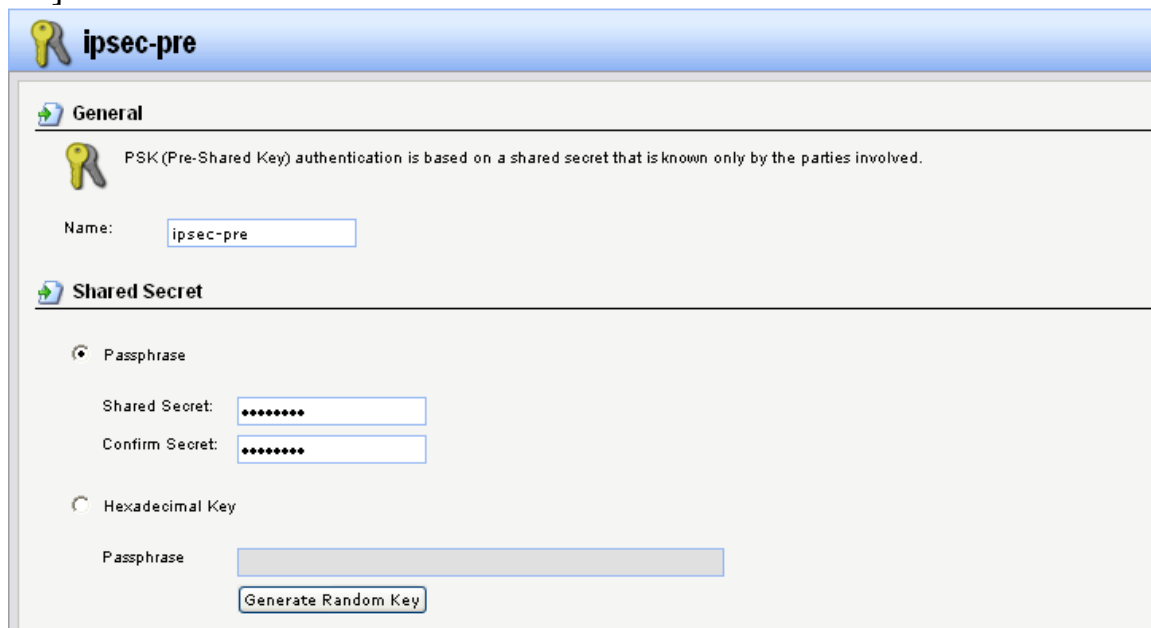 ipsec-pre
General
PSK (Pre-Shared Key) authentication is based on a shared secret that is known only by the parties involved.
Name: ipsec-pre
Shared Secret
Passphrase
Shared Secret: ••••••••
Confirm Secret: ••••••••
Hexadecimal Key
Passphrase
Generate Random Key